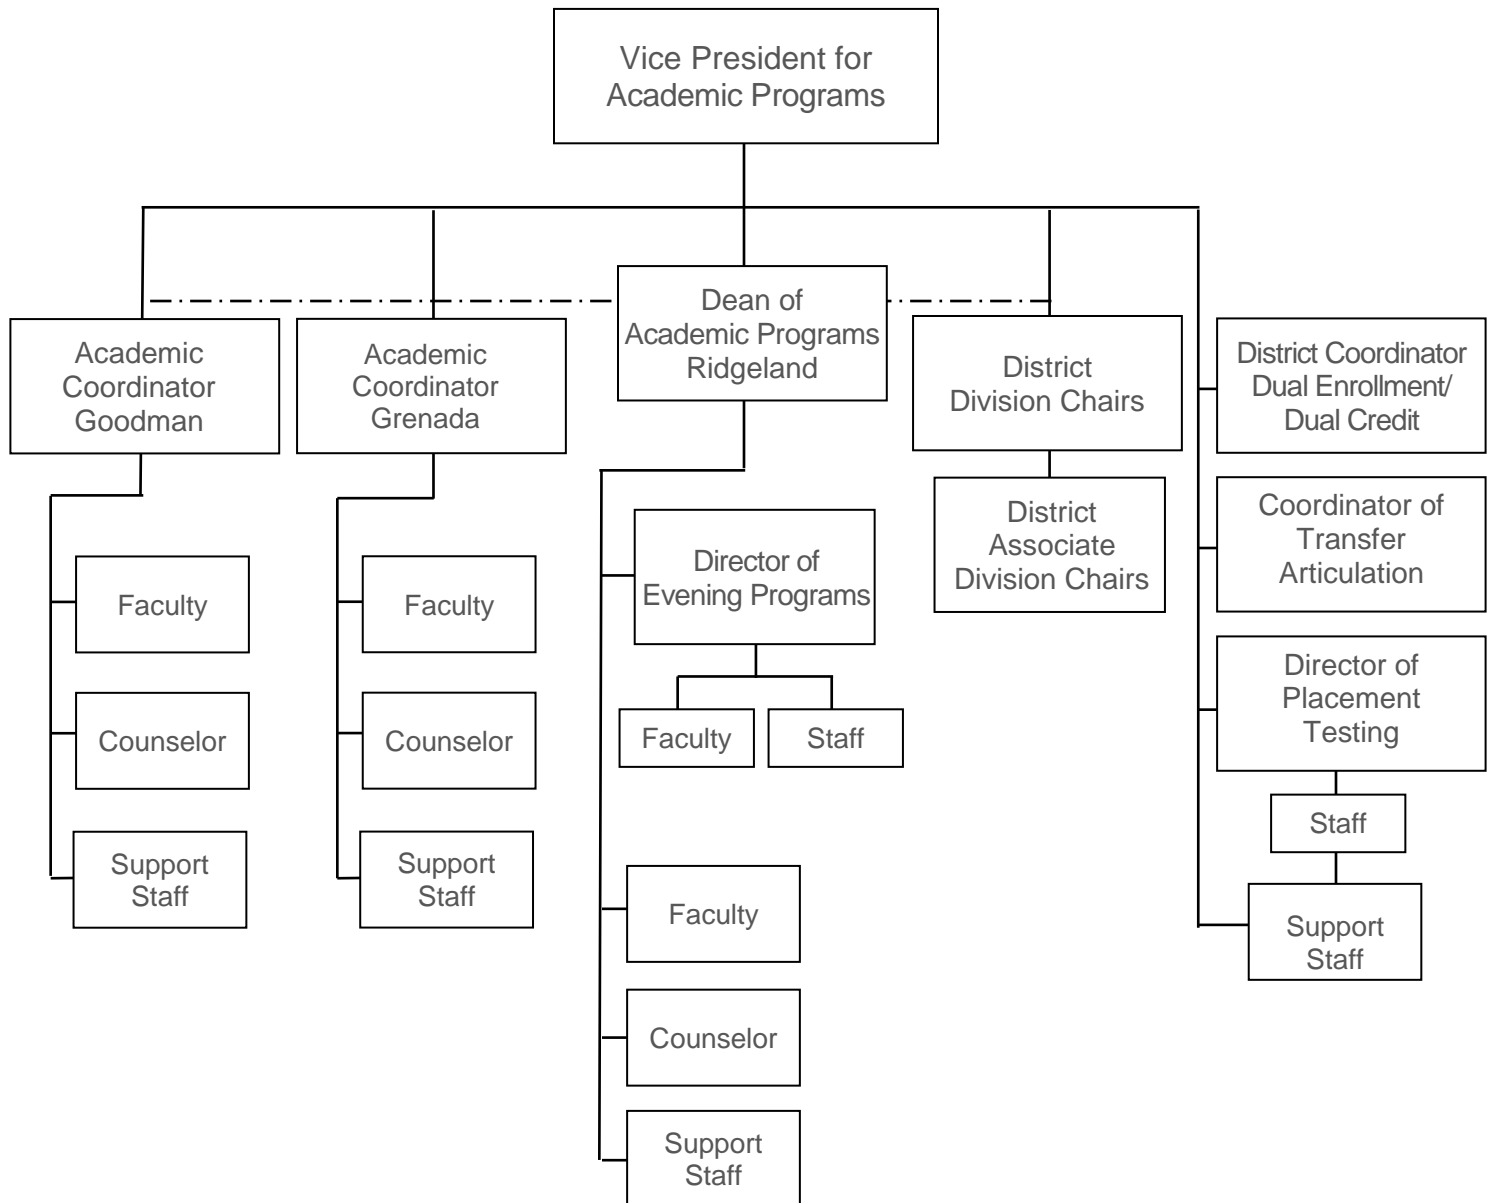 Vice President for
Academic Programs
Academic
Coordinator
Goodman
Academic
Coordinator
Grenada
Dean of
Academic Programs
Ridgeland
District
Division Chairs
District Coordinator
Dual Enrollment/
Dual Credit
Faculty
Counselor
Support
Staff
Faculty
Counselor
Support
Staff
Director of
Evening Programs
Faculty
Staff
Faculty
Counselor
Support
Staff
District
Associate
Division Chairs
Coordinator of
Transfer
Articulation
Director of
Placement
Testing
Staff
Support
Staff